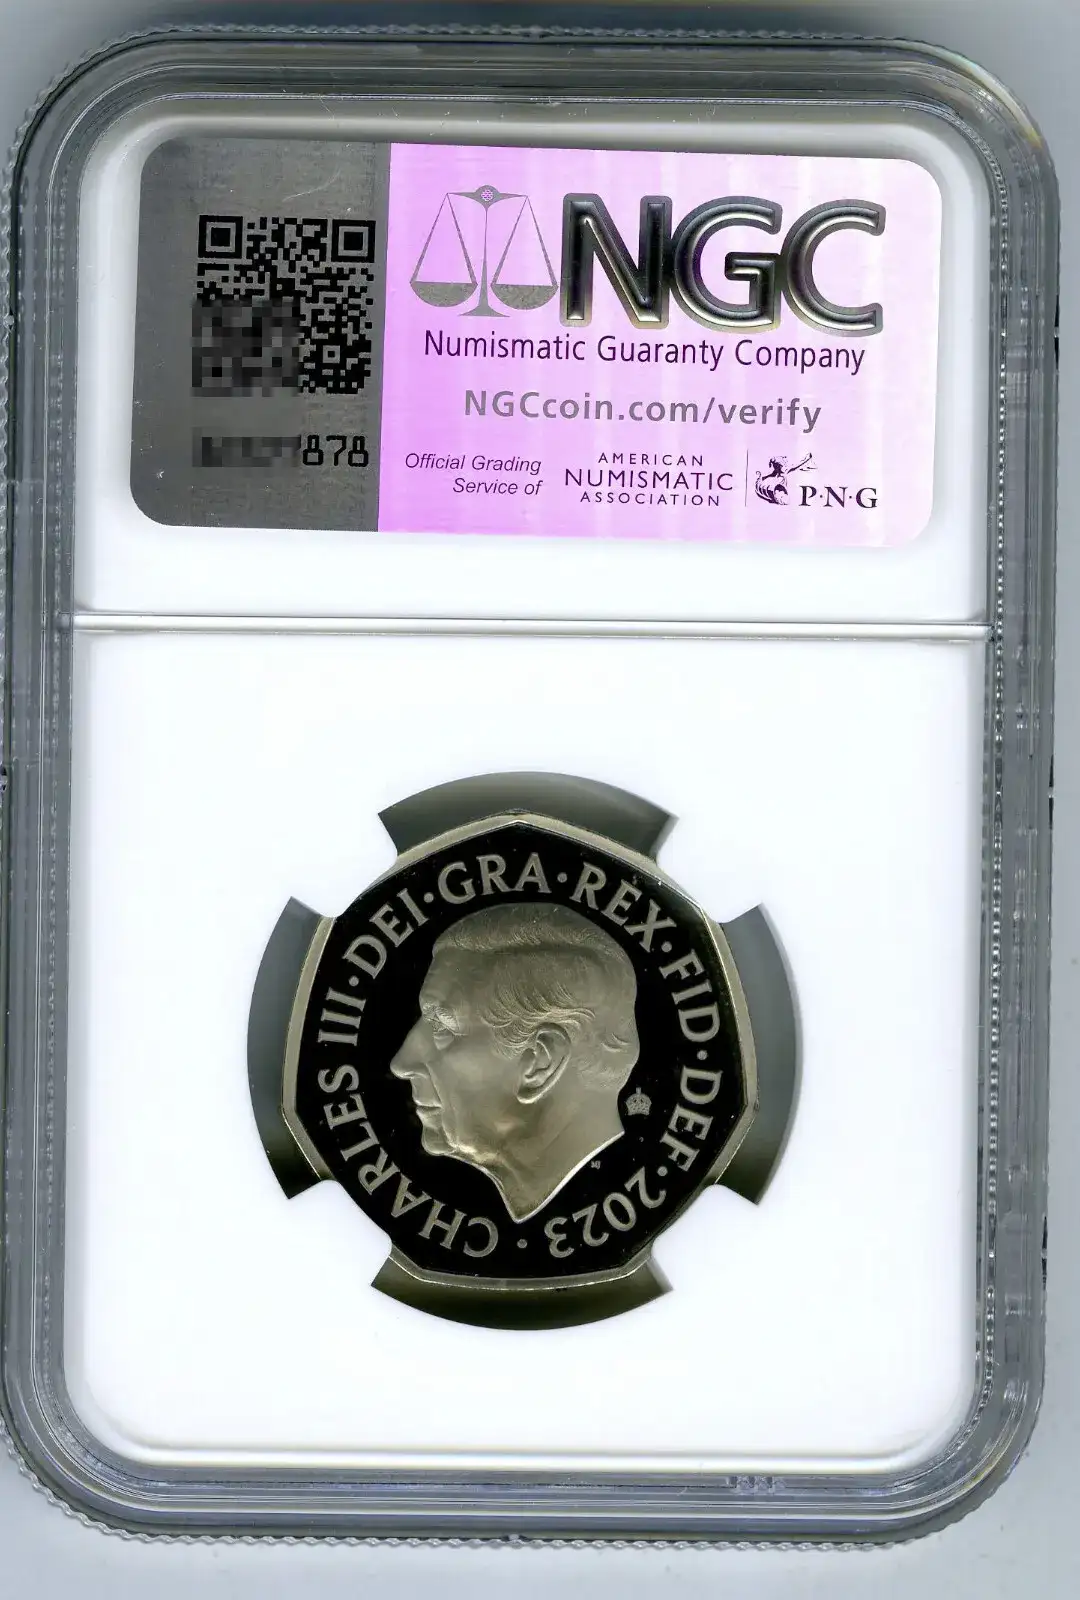 NGC
Numismatic Guaranty Company
NGCcoin.com/verify
878
Official Grading
Service of
AMERICAN
NUMISMATIC
ASSOCIATION
P·N·G
CHARLES III·DEI·GRA·REX·FID·DEF·2023·